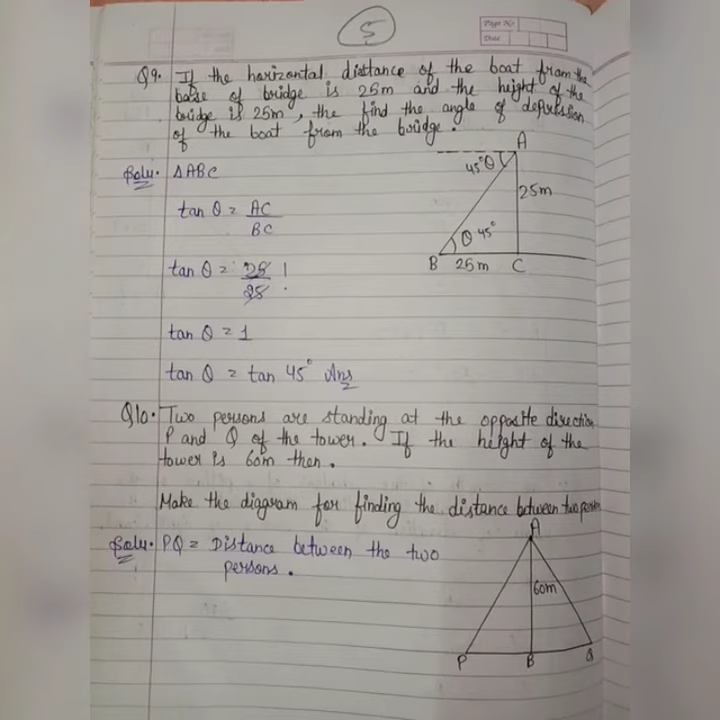 5
Page No
Date
Q9. If the horizontal distance of the boat from the
base of bridge is 25m and the height of the
bridge is 25m, the find the angle of depression
of the boat from the bridge.
Solu. ΔABC
A
45°θ
25m
θ 45°
B 25m C
tan θ = AC
BC
tan θ = 25 1
25
tan θ = 1
tan θ = tan 45° Ans
Q10. Two persons are standing at the opposite direction
P and Q of the tower. If the height of the
tower is 60m then.
Make the diagram for finding the distance between two person
Solu. PQ = Distance between the two
persons.
A
60m
P B Q